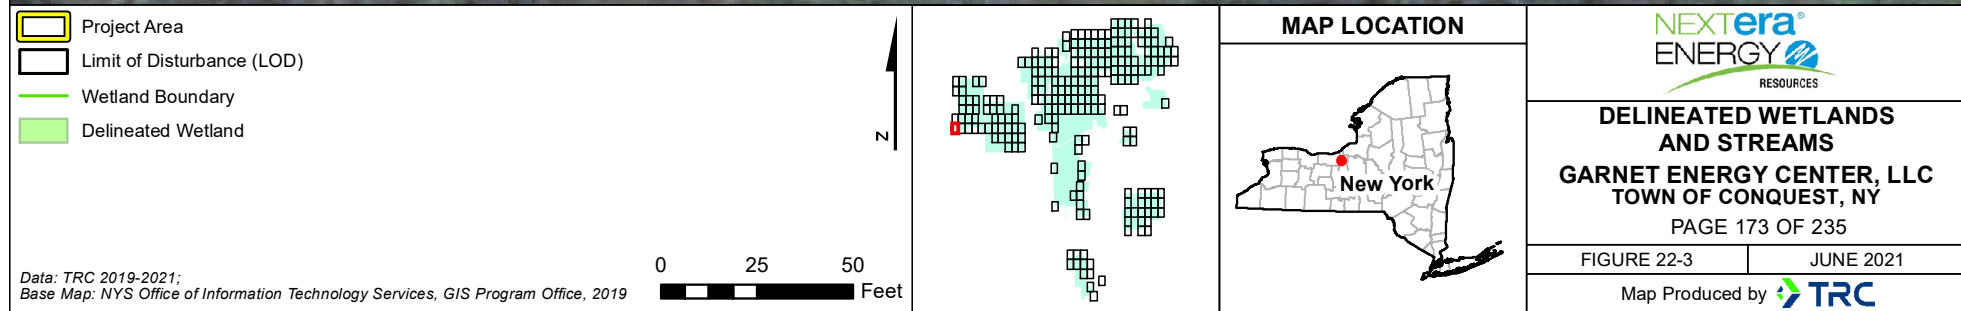 Project Area
Limit of Disturbance (LOD)
Wetland Boundary
Delineated Wetland
Z
Data: TRC 2019-2021;
Base Map: NYS Office of Information Technology Services, GIS Program Office, 2019
0 25 50
Feet
MAP LOCATION
New York
NEXTera®
ENERGY
RESOURCES
DELINEATED WETLANDS
AND STREAMS
GARNET ENERGY CENTER, LLC
TOWN OF CONQUEST, NY
PAGE 173 OF 235
FIGURE 22-3
JUNE 2021
Map Produced by TRC